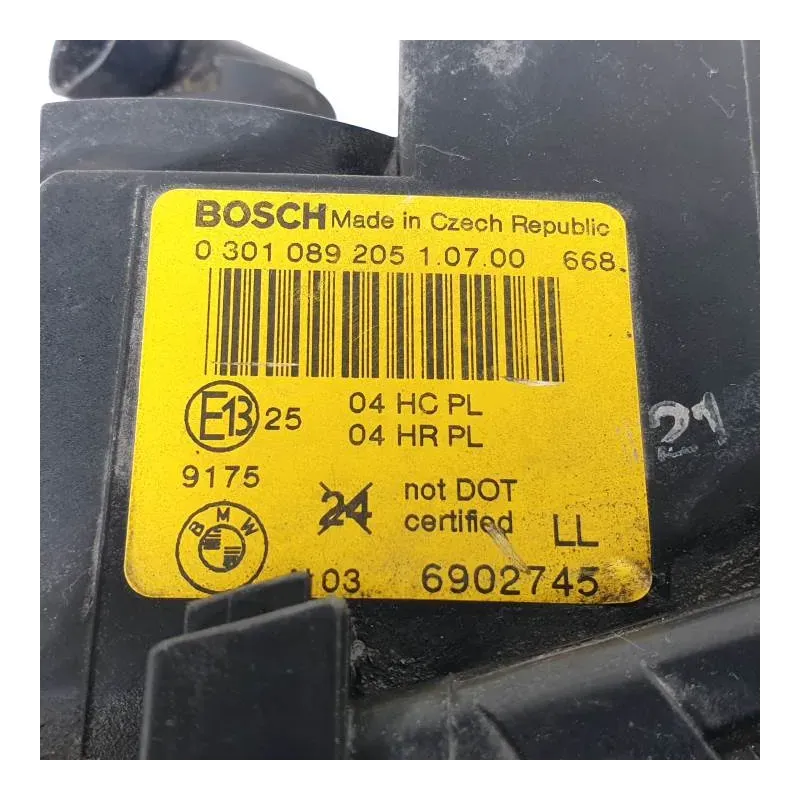 BOSCH Made in Czech Republic
0 301 089 205 1.07.00 668
E13 25 04 HC PL
04 HR PL
9175
24 not DOT
certified LL
BMW
03 6902745
21